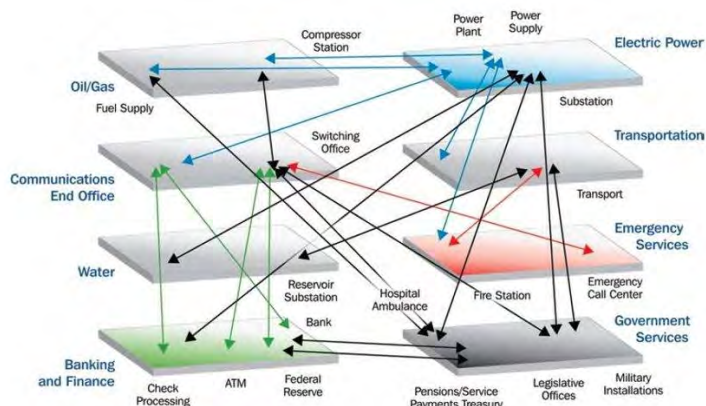 Power
Plant
Power
Supply
Compressor
Station
Electric Power
Oil/Gas
Fuel Supply
Substation
Switching
Office
Transportation
Communications
End Office
Transport
Emergency
Services
Water
Reservoir
Substation
Hospital
Ambulance
Fire Station
Emergency
Call Center
Bank
Government
Services
Banking
and Finance
Check
Processing
ATM
Federal
Reserve
Pensions/Service
Payments Treasury
Legislative
Offices
Military
Installations